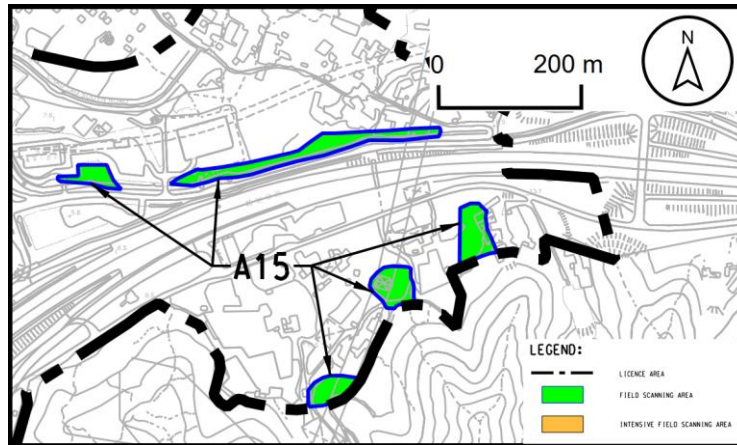 N
0 200 m
A15
LEGEND:
LICENCE AREA
FIELD SCANNING AREA
INTENSIVE FIELD SCANNING AREA